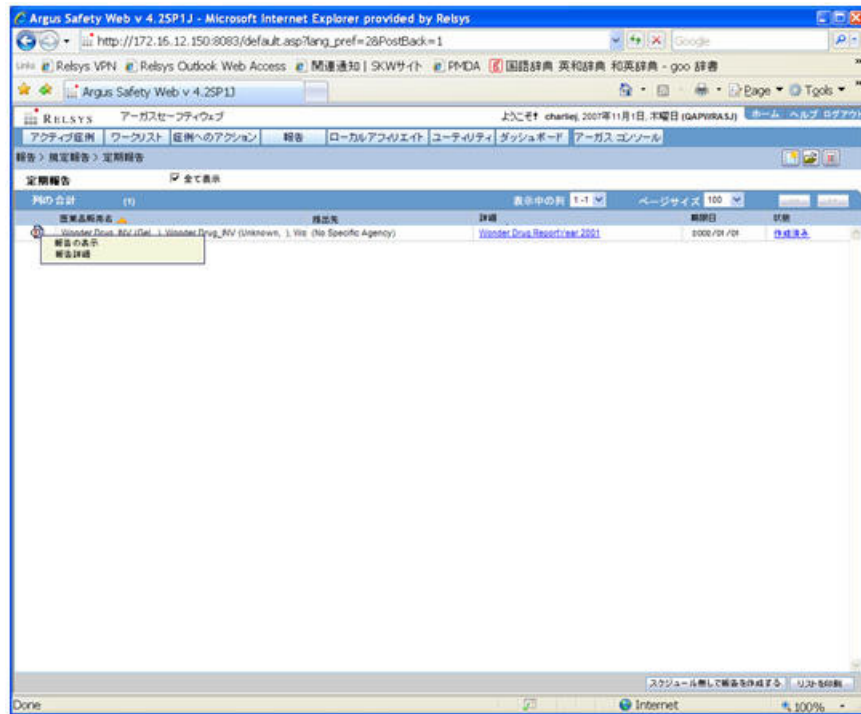 Argus Safety Web v 4.2SP1J - Microsoft Internet Explorer provided by Relsys
http://172.16.12.150:8083/default.asp?lang_pref=2&PostBack=1
Google
Links Relsys VPN Relsys Outlook Web Access 関連通知 | SKWサイト PMDA 国語辞典 英和辞典 和英辞典 - goo 辞書
Argus Safety Web v 4.2SP1J
Page Tools
RELSYS アーガスセーフティウェブ ようこそ! charliej, 2007年11月1日, 木曜日 (QAPWIRASJ) ホーム ヘルプ ログアウト
アクティブ症例 ワークリスト 症例へのアクション 報告 ローカルアフィリエイト ユーティリティ ダッシュボード アーガス コンソール
報告 > 規定報告 > 定期報告
定期報告 全て表示
列の合計 (1) 表示中の列 1-1 ページサイズ 100
医薬品販売名 提出先 詳細 期限日 状態
Wonder Drug_INV (Gel, ), Wonder Drug_INV (Unknown, ), Wo (No Specific Agency) Wonder Drug Report:Year 2001 2002/01/01 作成済み
報告の表示
報告詳細
スケジュール無しで報告を作成する リストを印刷
Done Internet 100%